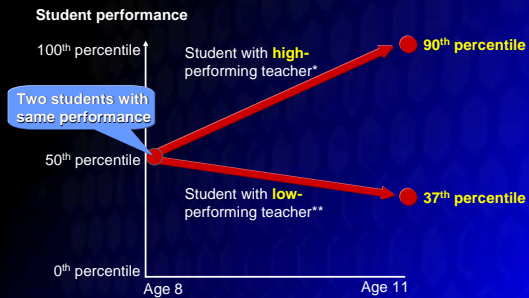 Student performance
100th percentile
Student with high-
performing teacher*
90th percentile
Two students with
same performance
50th percentile
Student with low-
performing teacher**
37th percentile
0th percentile
Age 8
Age 11